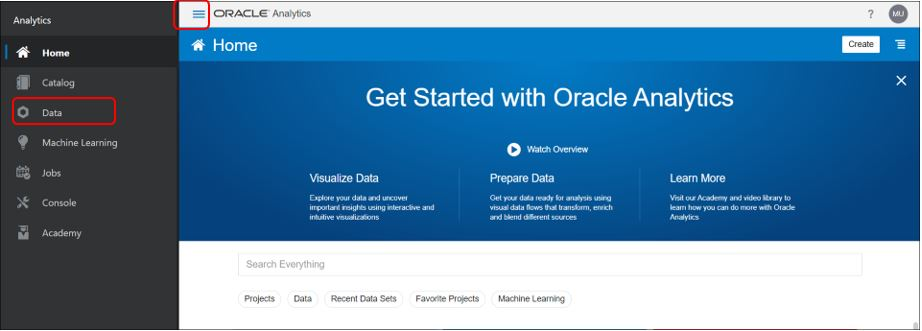 Analytics
Home
Catalog
Data
Machine Learning
Jobs
Console
Academy
ORACLE Analytics
?
MU
Home
Create
Get Started with Oracle Analytics
Watch Overview
Visualize Data
Explore your data and uncover
important insights using interactive and
intuitive visualizations
Prepare Data
Get your data ready for analysis using
visual data flows that transform, enrich
and blend different sources
Learn More
Visit our Academy and video library to
learn how you can do more with Oracle
Analytics
Search Everything
Projects
Data
Recent Data Sets
Favorite Projects
Machine Learning